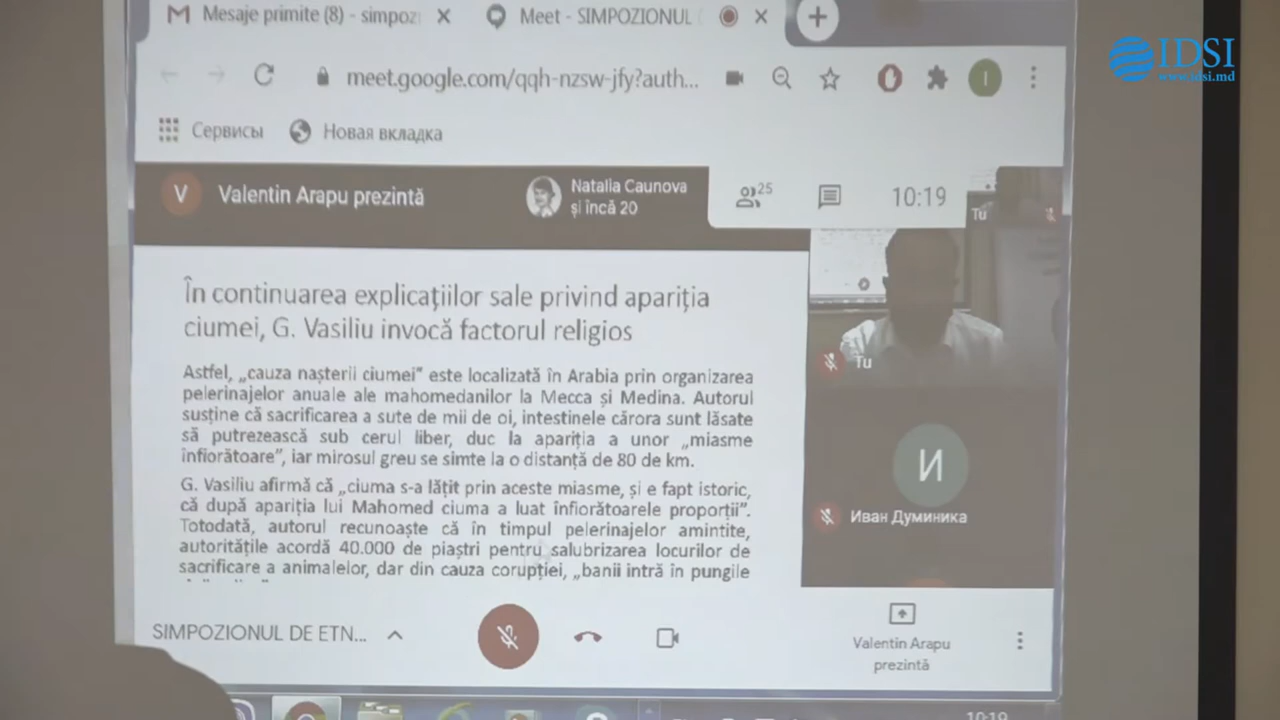 Mesaje primite (8) - simpoz
Meet - SIMPOZIONUL
IDSI
www.idsi.md
meet.google.com/qqh-nzsw-jfy?auth...
I
Сервисы
Новая вкладка
V
Valentin Arapu prezintă
Natalia Caunova
și încă 20
25
10:19
Tu
În continuarea explicațiilor sale privind apariția
ciumei, G. Vasiliu invocă factorul religios
Astfel, „cauza nașterii ciumei” este localizată în Arabia prin organizarea
pelerinajelor anuale ale mahomedanilor la Mecca și Medina. Autorul
susține că sacrificarea a sute de mii de oi, intestinele cărora sunt lăsate
să putrezească sub cerul liber, duc la apariția a unor „miasme
înfiorătoare”, iar mirosul greu se simte la o distanță de 80 de km.
G. Vasiliu afirmă că „ciuma s-a lățit prin aceste miasme, și e fapt istoric,
că după apariția lui Mahomed ciuma a luat înfiorătoarele proporții”.
Totodată, autorul recunoaște că în timpul pelerinajelor amintite,
autoritățile acordă 40.000 de piaștri pentru salubrizarea locurilor de
sacrificare a animalelor, dar din cauza corupției, „banii intră în pungile
Tu
И
Иван Думиника
SIMPOZIONUL DE ETN...
Valentin Arapu
prezintă
10:19